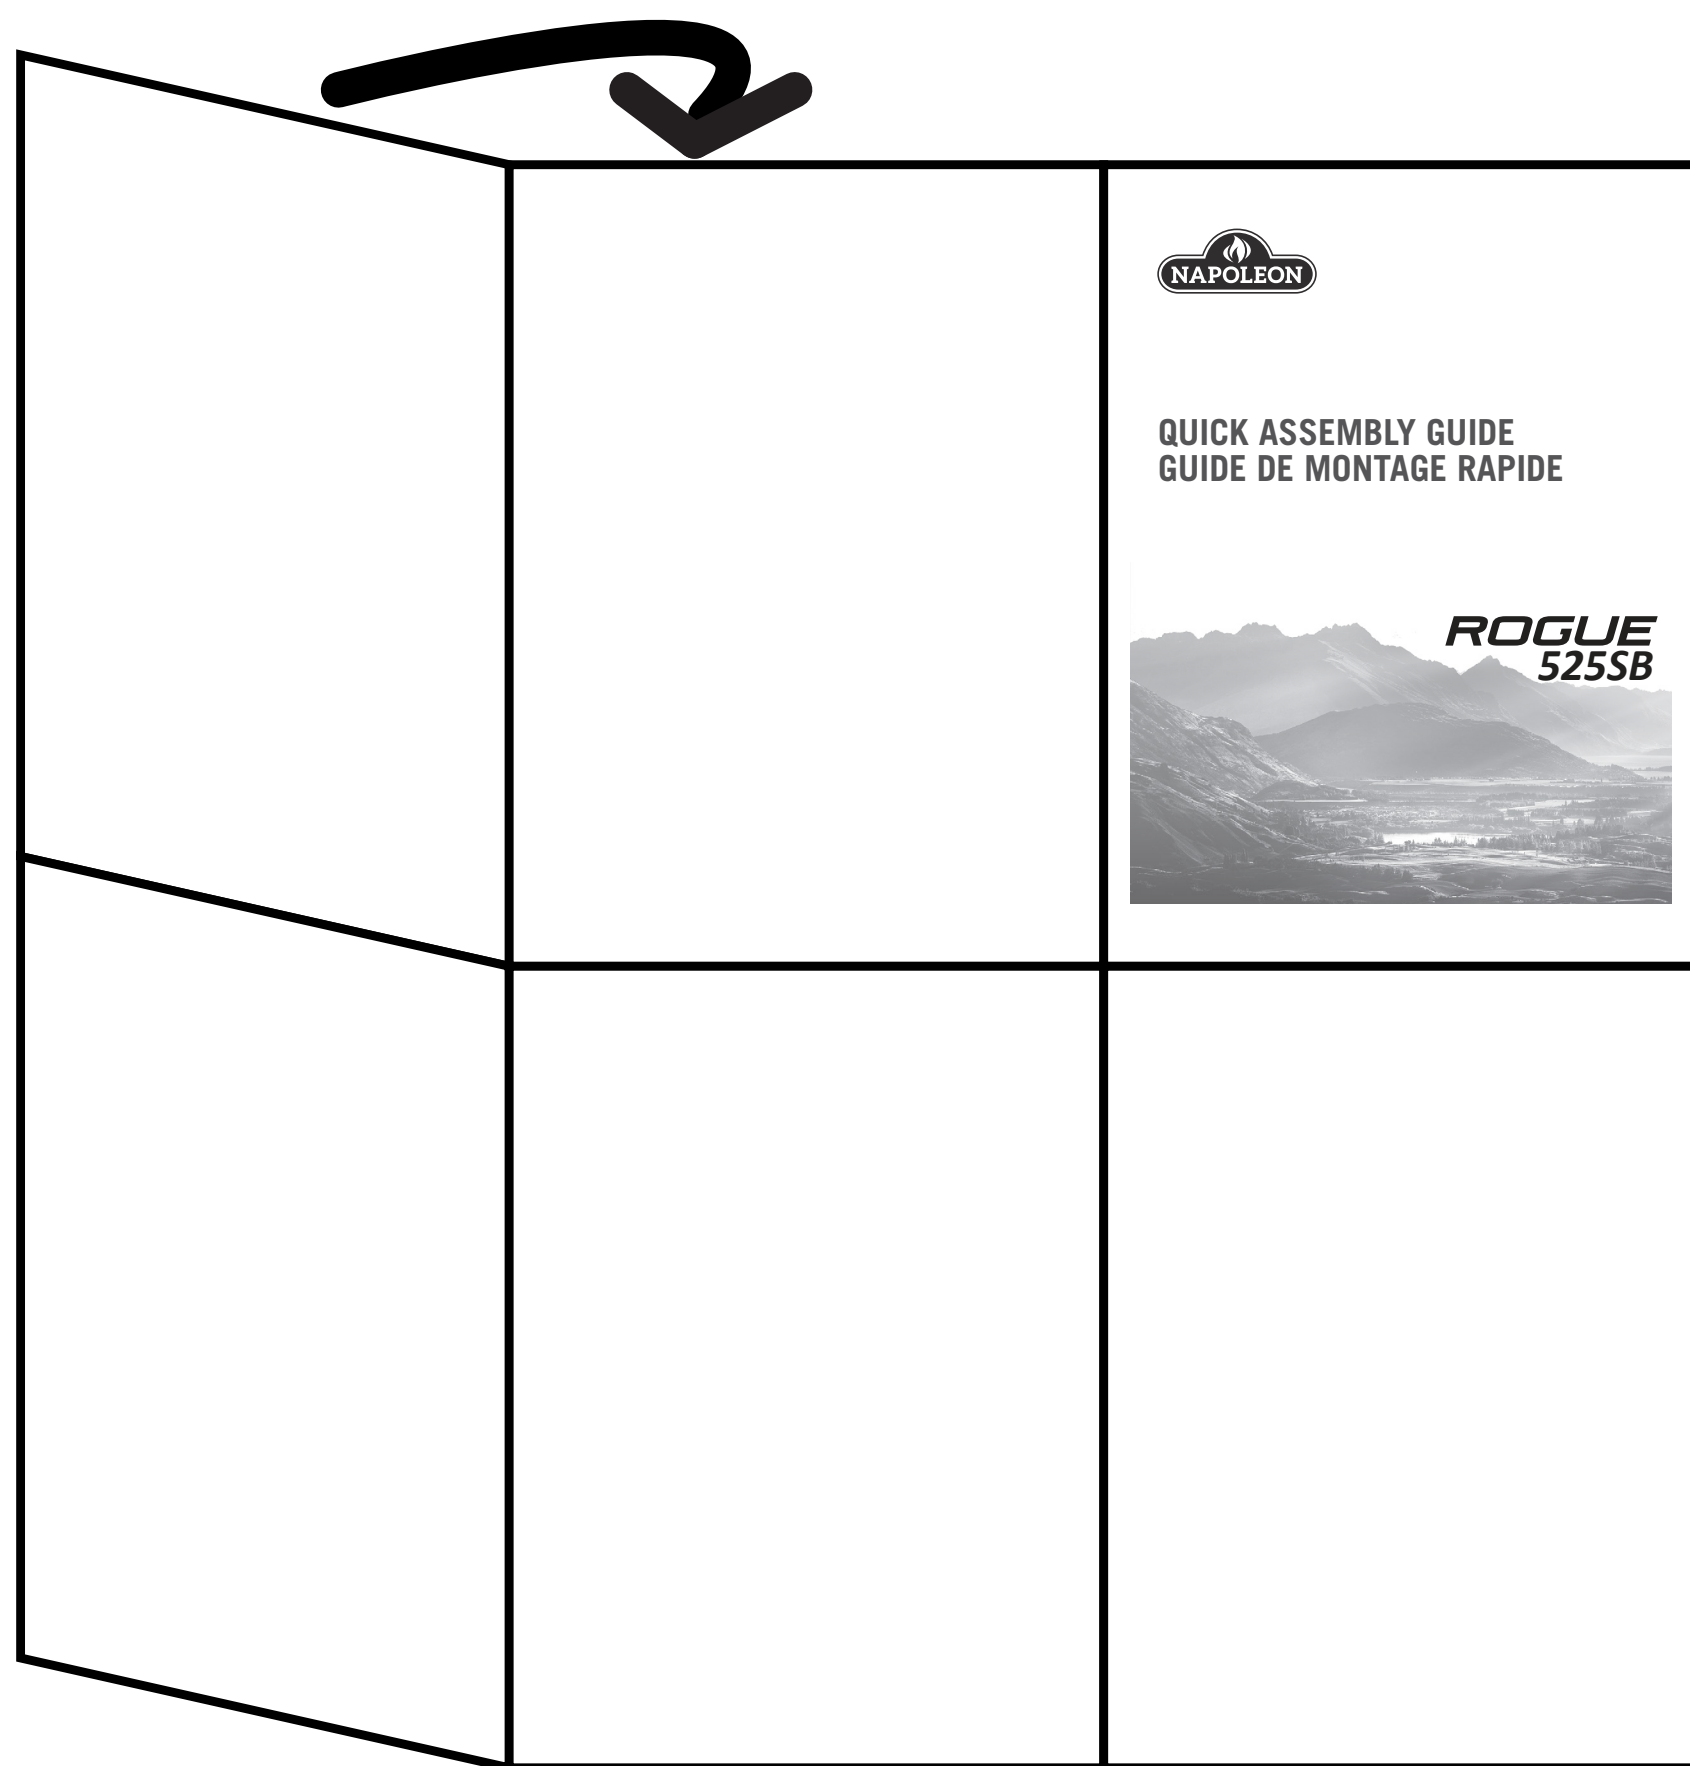 NAPOLEON
QUICK ASSEMBLY GUIDE
GUIDE DE MONTAGE RAPIDE
ROGUE
525SB